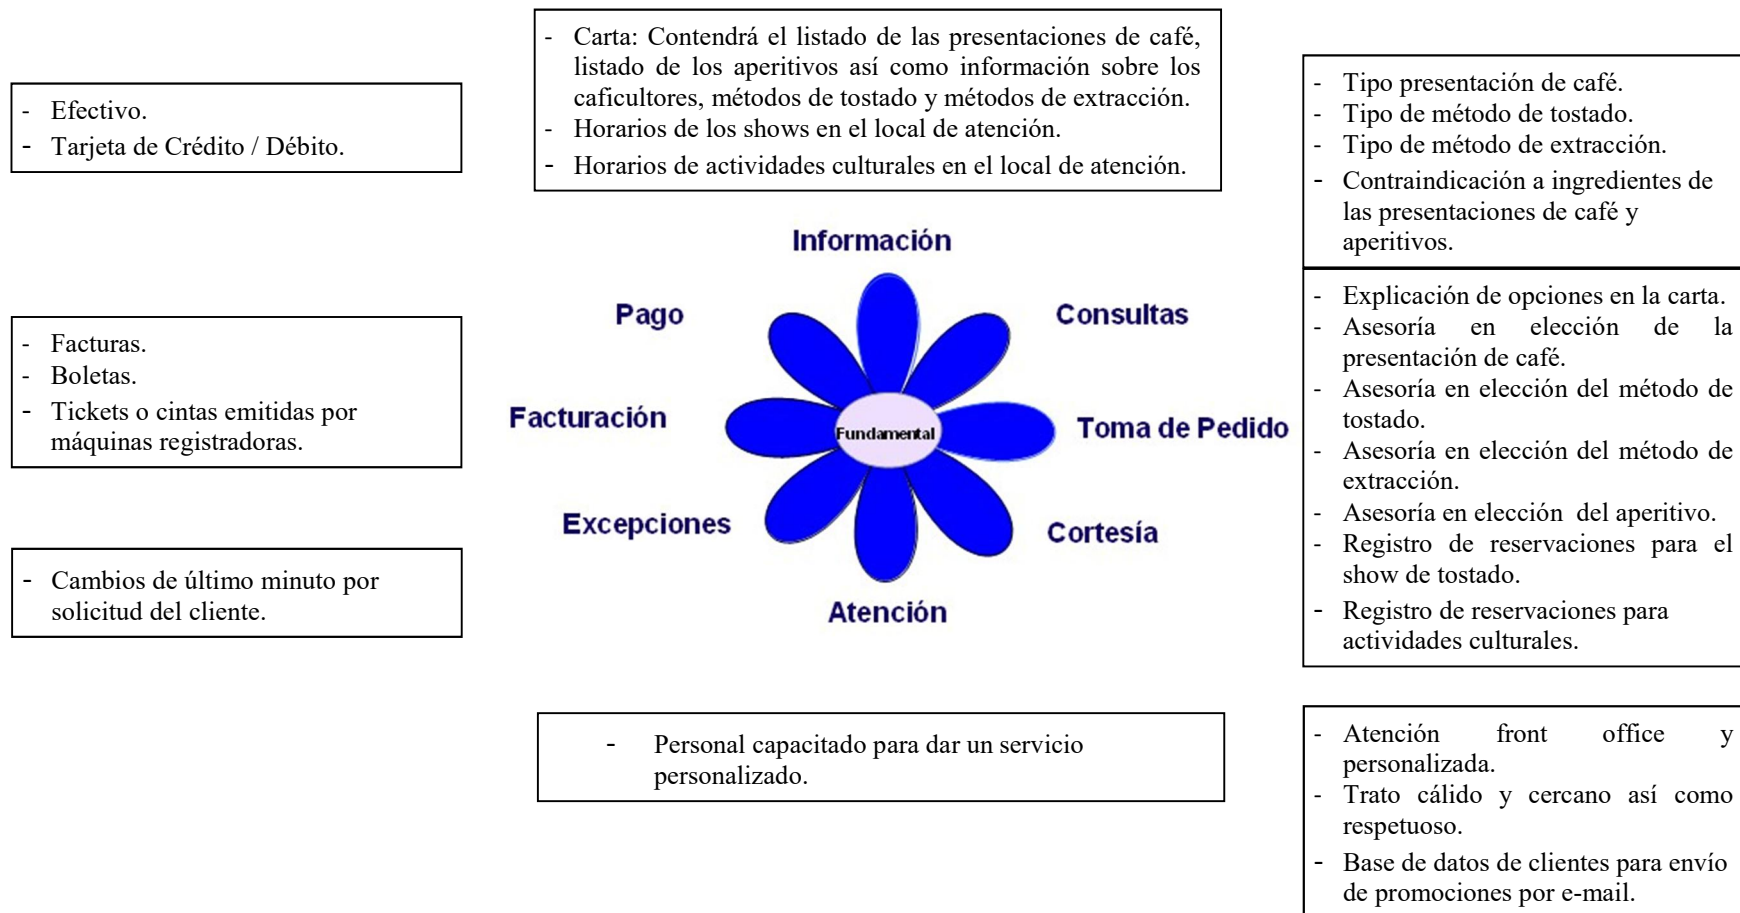 - Carta: Contendrá el listado de las presentaciones de café,
listado de los aperitivos así como información sobre los
caficultores, métodos de tostado y métodos de extracción.
- Horarios de los shows en el local de atención.
- Horarios de actividades culturales en el local de atención.
- Efectivo.
- Tarjeta de Crédito / Débito.
- Tipo presentación de café.
- Tipo de método de tostado.
- Tipo de método de extracción.
- Contraindicación a ingredientes de
las presentaciones de café y
aperitivos.
Información
Pago
Consultas
Facturación
Fundamental
Toma de Pedido
Excepciones
Cortesía
Atención
- Facturas.
- Boletas.
- Tickets o cintas emitidas por
máquinas registradoras.
- Explicación de opciones en la carta.
- Asesoría en elección de la
presentación de café.
- Asesoría en elección del método de
tostado.
- Asesoría en elección del método de
extracción.
- Asesoría en elección del aperitivo.
- Registro de reservaciones para el
show de tostado.
- Registro de reservaciones para
actividades culturales.
- Cambios de último minuto por
solicitud del cliente.
- Personal capacitado para dar un servicio
personalizado.
- Atención front office y
personalizada.
- Trato cálido y cercano así como
respetuoso.
- Base de datos de clientes para envío
de promociones por e-mail.